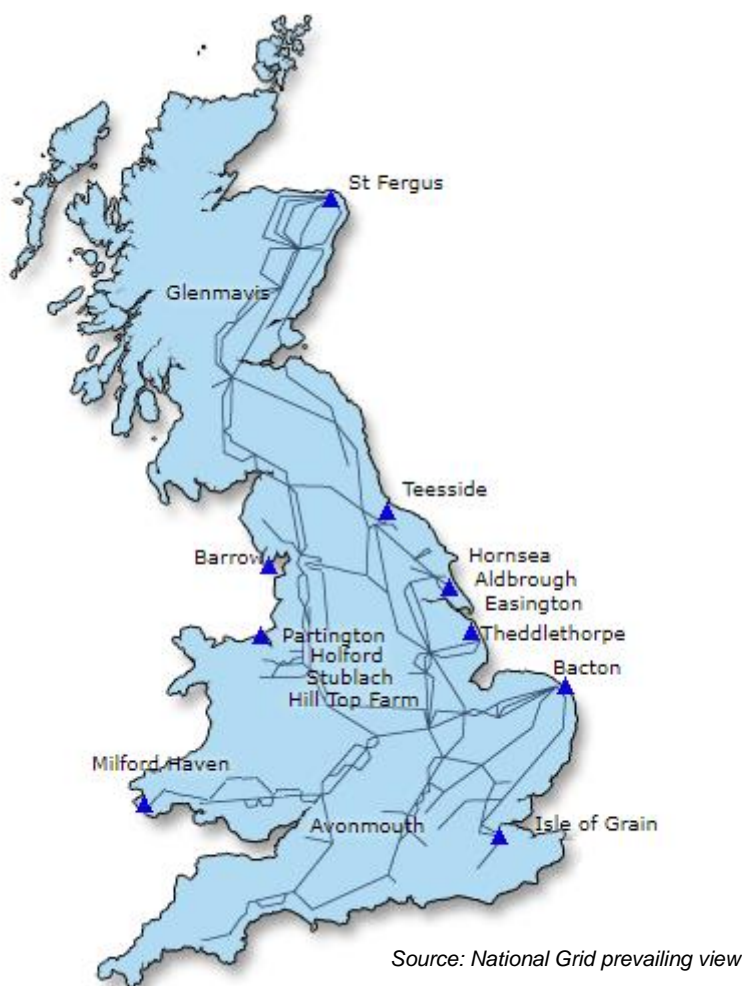 St Fergus
Glenmavis
Teesside
Hornsea
Barrow
Aldbrough
Easington
Partington
Theddlethorpe
Holford
Stublach
Bacton
Hill Top Farm
Milford Haven
Avonmouth
Isle of Grain
Source: National Grid prevailing view